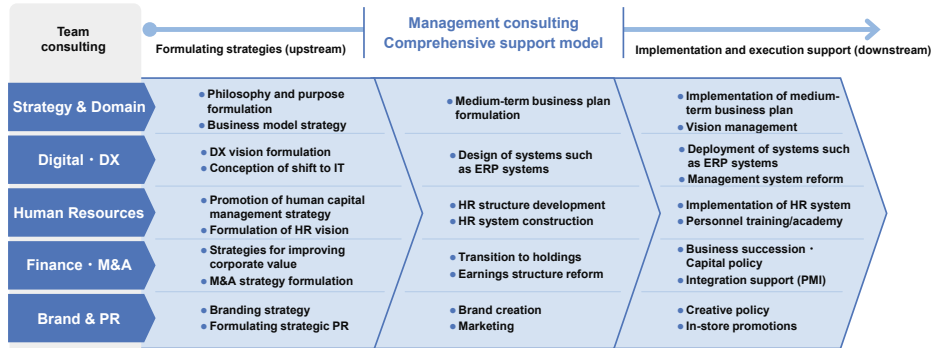 Team
consulting
Formulating strategies (upstream)
Management consulting
Comprehensive support model
Implementation and execution support (downstream)
Strategy & Domain
● Philosophy and purpose
formulation
● Business model strategy
● Medium-term business plan
formulation
● Implementation of medium-
term business plan
● Vision management
Digital・DX
● DX vision formulation
● Conception of shift to IT
● Design of systems such
as ERP systems
● Deployment of systems such
as ERP systems
● Management system reform
Human Resources
● Promotion of human capital
management strategy
● Formulation of HR vision
● HR structure development
● HR system construction
● Implementation of HR system
● Personnel training/academy
Finance・M&A
● Strategies for improving
corporate value
● M&A strategy formulation
● Transition to holdings
● Earnings structure reform
● Business succession・
Capital policy
● Integration support (PMI)
Brand & PR
● Branding strategy
● Formulating strategic PR
● Brand creation
● Marketing
● Creative policy
● In-store promotions